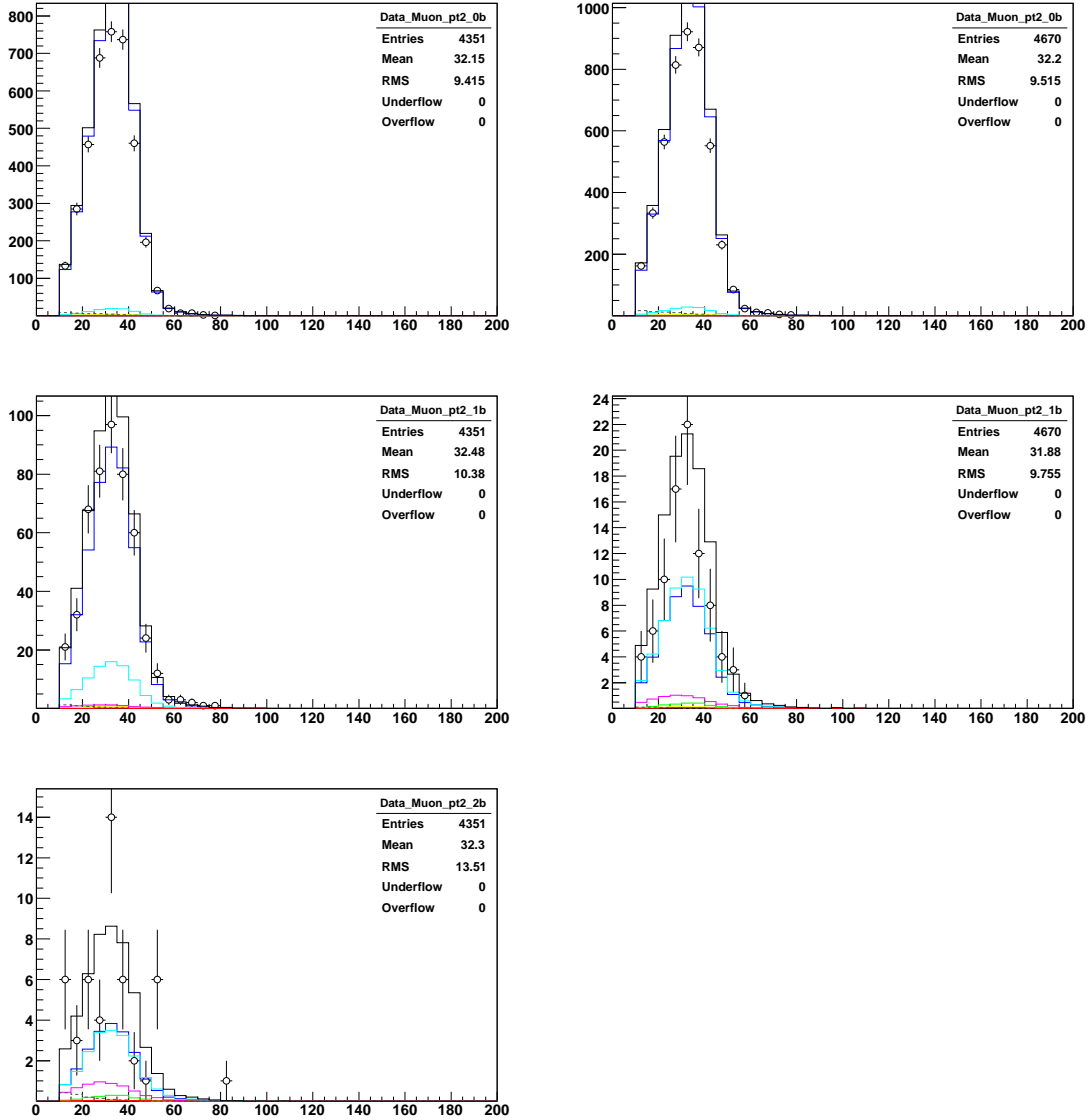 Data_Muon_pt2_0b
Entries 4351
Mean 32.15
RMS 9.415
Underflow 0
Overflow 0
800
700
600
500
400
300
200
100
0 20 40 60 80 100 120 140 160 180 200
Data_Muon_pt2_0b
Entries 4670
Mean 32.2
RMS 9.515
Underflow 0
Overflow 0
1000
800
600
400
200
0 20 40 60 80 100 120 140 160 180 200
Data_Muon_pt2_1b
Entries 4351
Mean 32.48
RMS 10.38
Underflow 0
Overflow 0
100
80
60
40
20
0 20 40 60 80 100 120 140 160 180 200
Data_Muon_pt2_1b
Entries 4670
Mean 31.88
RMS 9.755
Underflow 0
Overflow 0
24
22
20
18
16
14
12
10
8
6
4
2
0 20 40 60 80 100 120 140 160 180 200
Data_Muon_pt2_2b
Entries 4351
Mean 32.3
RMS 13.51
Underflow 0
Overflow 0
14
12
10
8
6
4
2
0 20 40 60 80 100 120 140 160 180 200